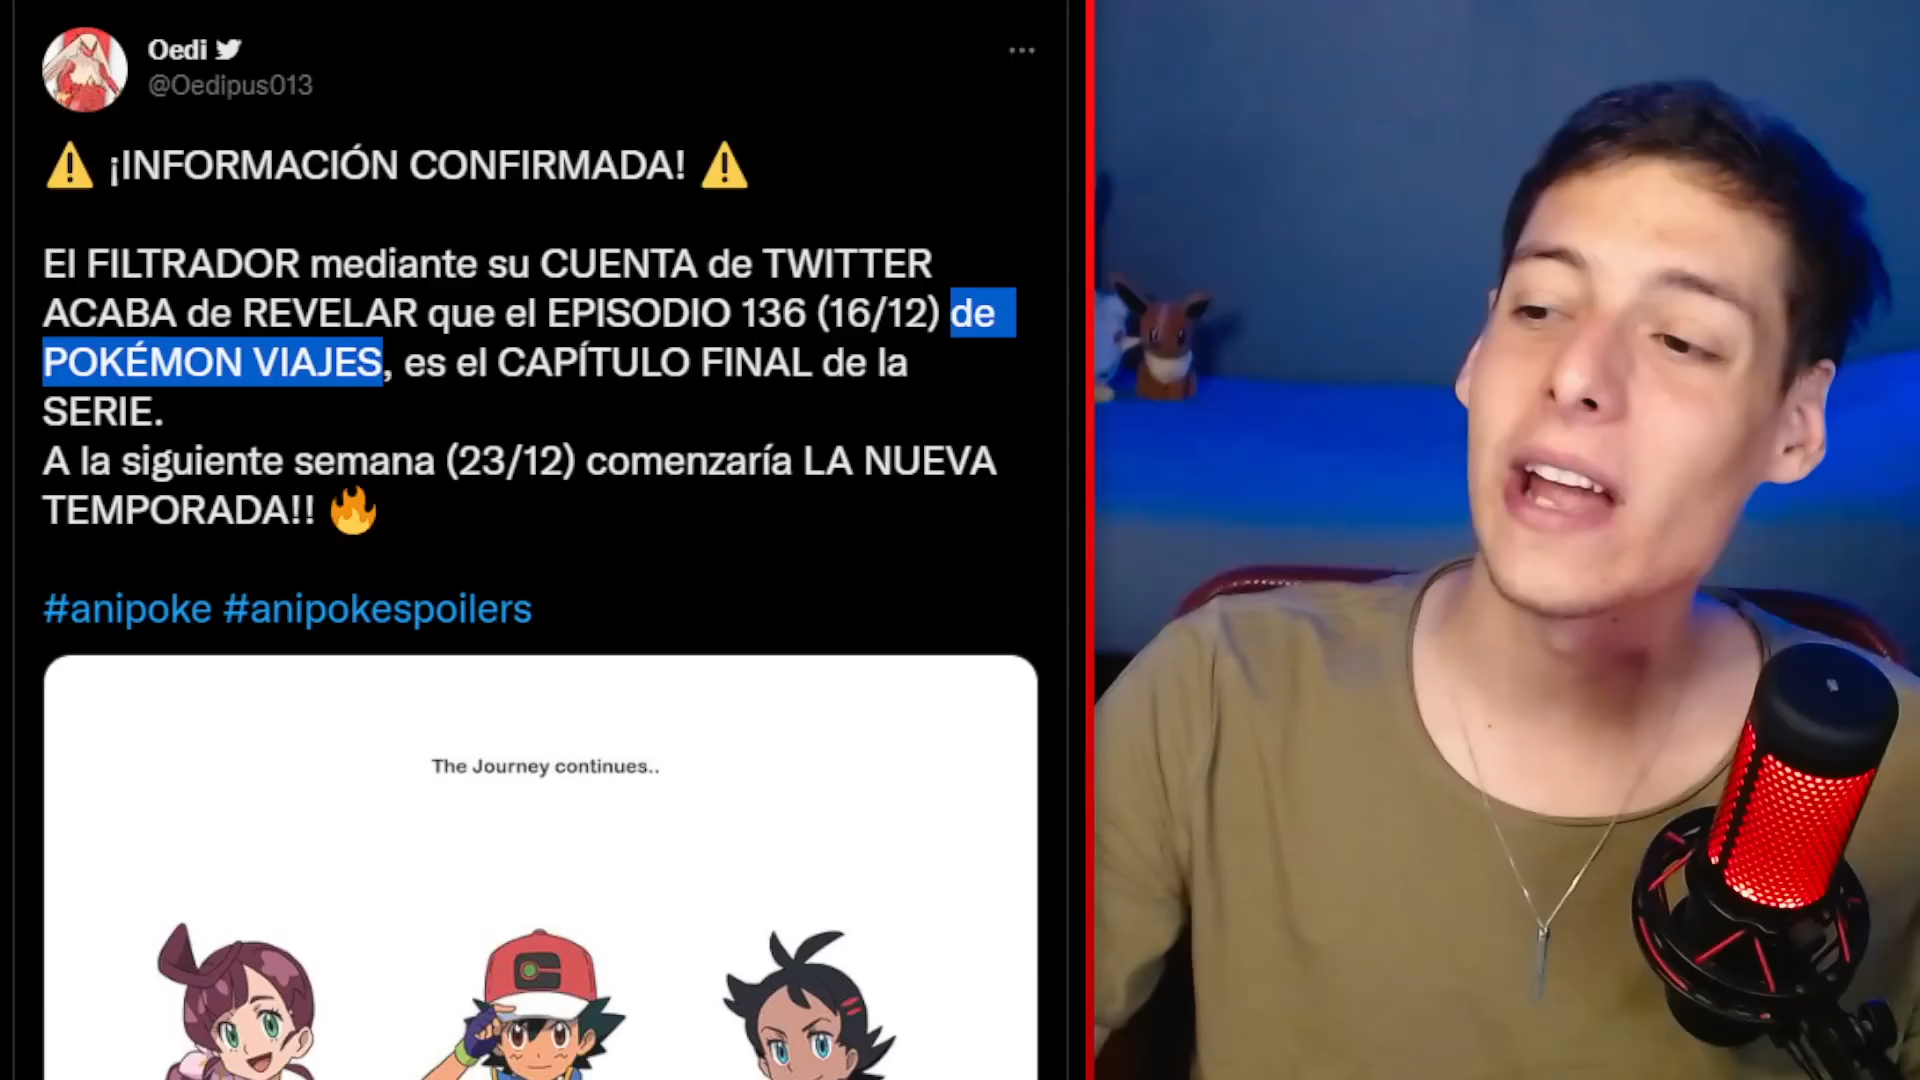 Oedi
@Oedipus013
⚠️ ¡INFORMACIÓN CONFIRMADA! ⚠️
El FILTRADOR mediante su CUENTA de TWITTER
ACABA de REVELAR que el EPISODIO 136 (16/12) de
POKÉMON VIAJES, es el CAPÍTULO FINAL de la
SERIE.
A la siguiente semana (23/12) comenzaría LA NUEVA
TEMPORADA!! 🔥
#anipoke #anipokespoilers
The Journey continues..